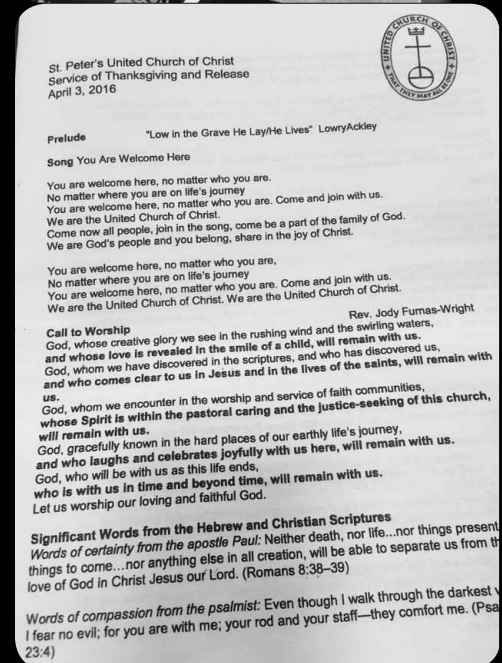 St. Peter's United Church of Christ
Service of Thanksgiving and Release
April 3, 2016
UNITED CHURCH OF CHRIST
THAT THEY MAY ALL BE ONE
Prelude "Low in the Grave He Lay/He Lives" LowryAckley
Song You Are Welcome Here
You are welcome here, no matter who you are.
No matter where you are on life's journey
You are welcome here, no matter who you are. Come and join with us.
We are the United Church of Christ.
Come now all people, join in the song, come be a part of the family of God.
We are God's people and you belong, share in the joy of Christ.
You are welcome here, no matter who you are,
No matter where you are on life's journey
You are welcome here, no matter who you are. Come and join with us.
We are the United Church of Christ. We are the United Church of Christ.
Rev. Jody Furnas-Wright
Call to Worship
God, whose creative glory we see in the rushing wind and the swirling waters,
and whose love is revealed in the smile of a child, will remain with us.
God, whom we have discovered in the scriptures, and who has discovered us,
and who comes clear to us in Jesus and in the lives of the saints, will remain with
us.
God, whom we encounter in the worship and service of faith communities,
whose Spirit is within the pastoral caring and the justice-seeking of this church,
will remain with us.
God, gracefully known in the hard places of our earthly life's journey,
and who laughs and celebrates joyfully with us here, will remain with us.
God, who will be with us as this life ends,
who is with us in time and beyond time, will remain with us.
Let us worship our loving and faithful God.
Significant Words from the Hebrew and Christian Scriptures
Words of certainty from the apostle Paul: Neither death, nor life...nor things present
things to come...nor anything else in all creation, will be able to separate us from th
love of God in Christ Jesus our Lord. (Romans 8:38–39)
Words of compassion from the psalmist: Even though I walk through the darkest v
I fear no evil; for you are with me; your rod and your staff—they comfort me. (Psa
23:4)